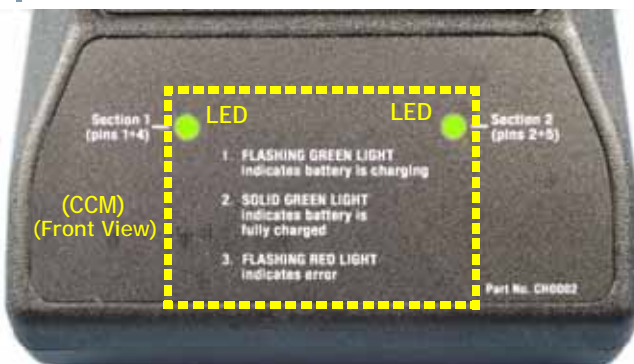 LED
LED
Section 1
(pins 1+4)
Section 2
(pins 2+5)
1. FLASHING GREEN LIGHT
indicates battery is charging
2. SOLID GREEN LIGHT
indicates battery is
fully charged
3. FLASHING RED LIGHT
indicates error
(CCM)
(Front View)
Part No. CH0002